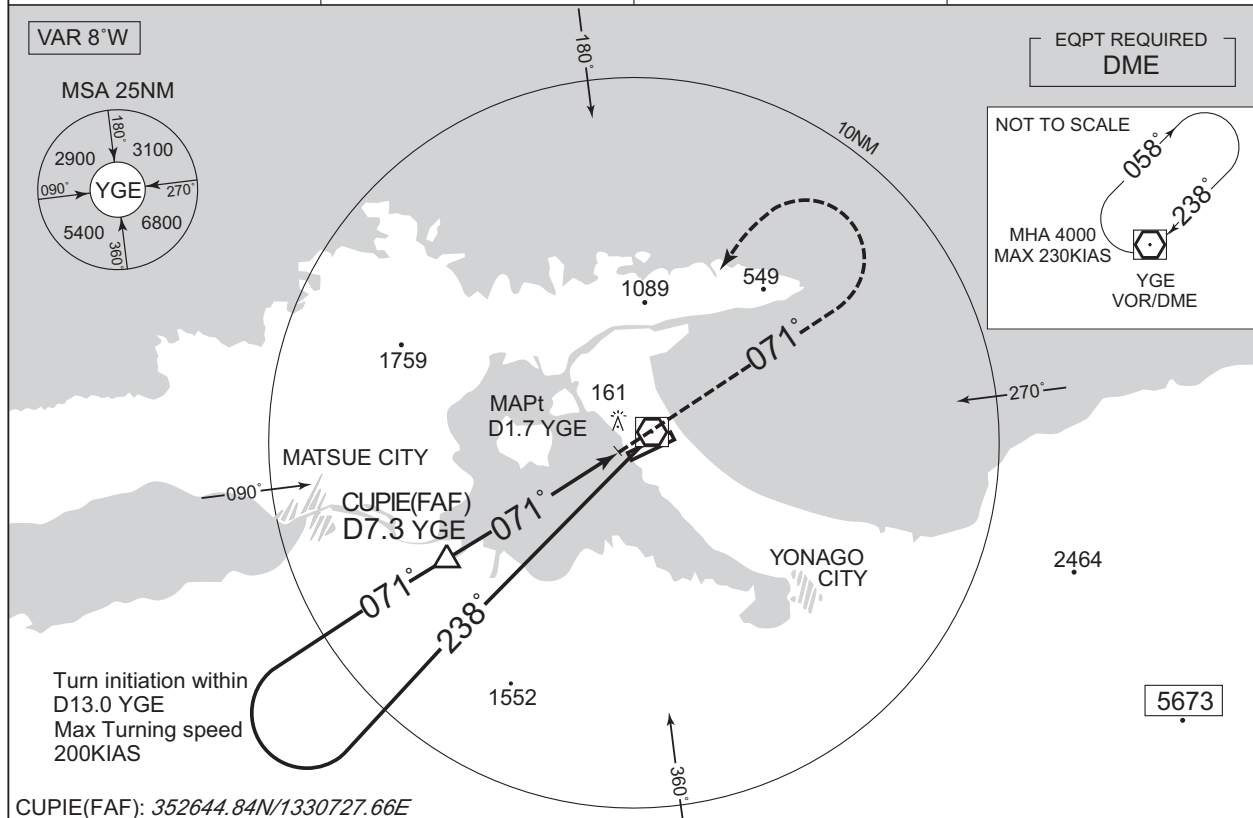 VAR 8°W
MSA 25NM
180°
2900
3100
090°
YGE
270°
5400
6800
360°
180°
EQPT REQUIRED
DME
10NM
NOT TO SCALE
058°
238°
MHA 4000
MAX 230KIAS
YGE
VOR/DME
1089
549
1759
071°
161
MAPt
D1.7 YGE
270°
MATSUE CITY
090°
CUPIE(FAF)
D7.3 YGE
071°
YONAGO
CITY
2464
071°
238°
Turn initiation within
D13.0 YGE
Max Turning speed
200KIAS
1552
5673
360°
CUPIE(FAF): 352644.84N/1330727.66E